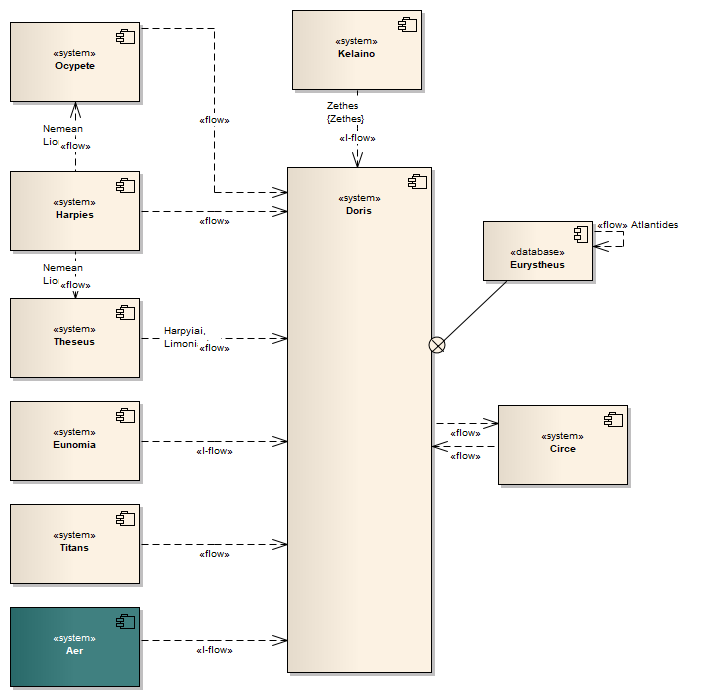 «system»
Ocypete
«flow»
«system»
Kelaino
Zethes
{Zethes}
«I-flow»
Nemean
Lio
«flow»
«system»
Harpies
«flow»
«system»
Doris
«database»
Eurystheus
«flow» Atlantides
Nemean
Lio
«flow»
«system»
Theseus
Harpyiai,
Limoni
«flow»
«system»
Eunomia
«I-flow»
«flow»
«flow»
«system»
Circe
«system»
Titans
«flow»
«system»
Aer
«I-flow»